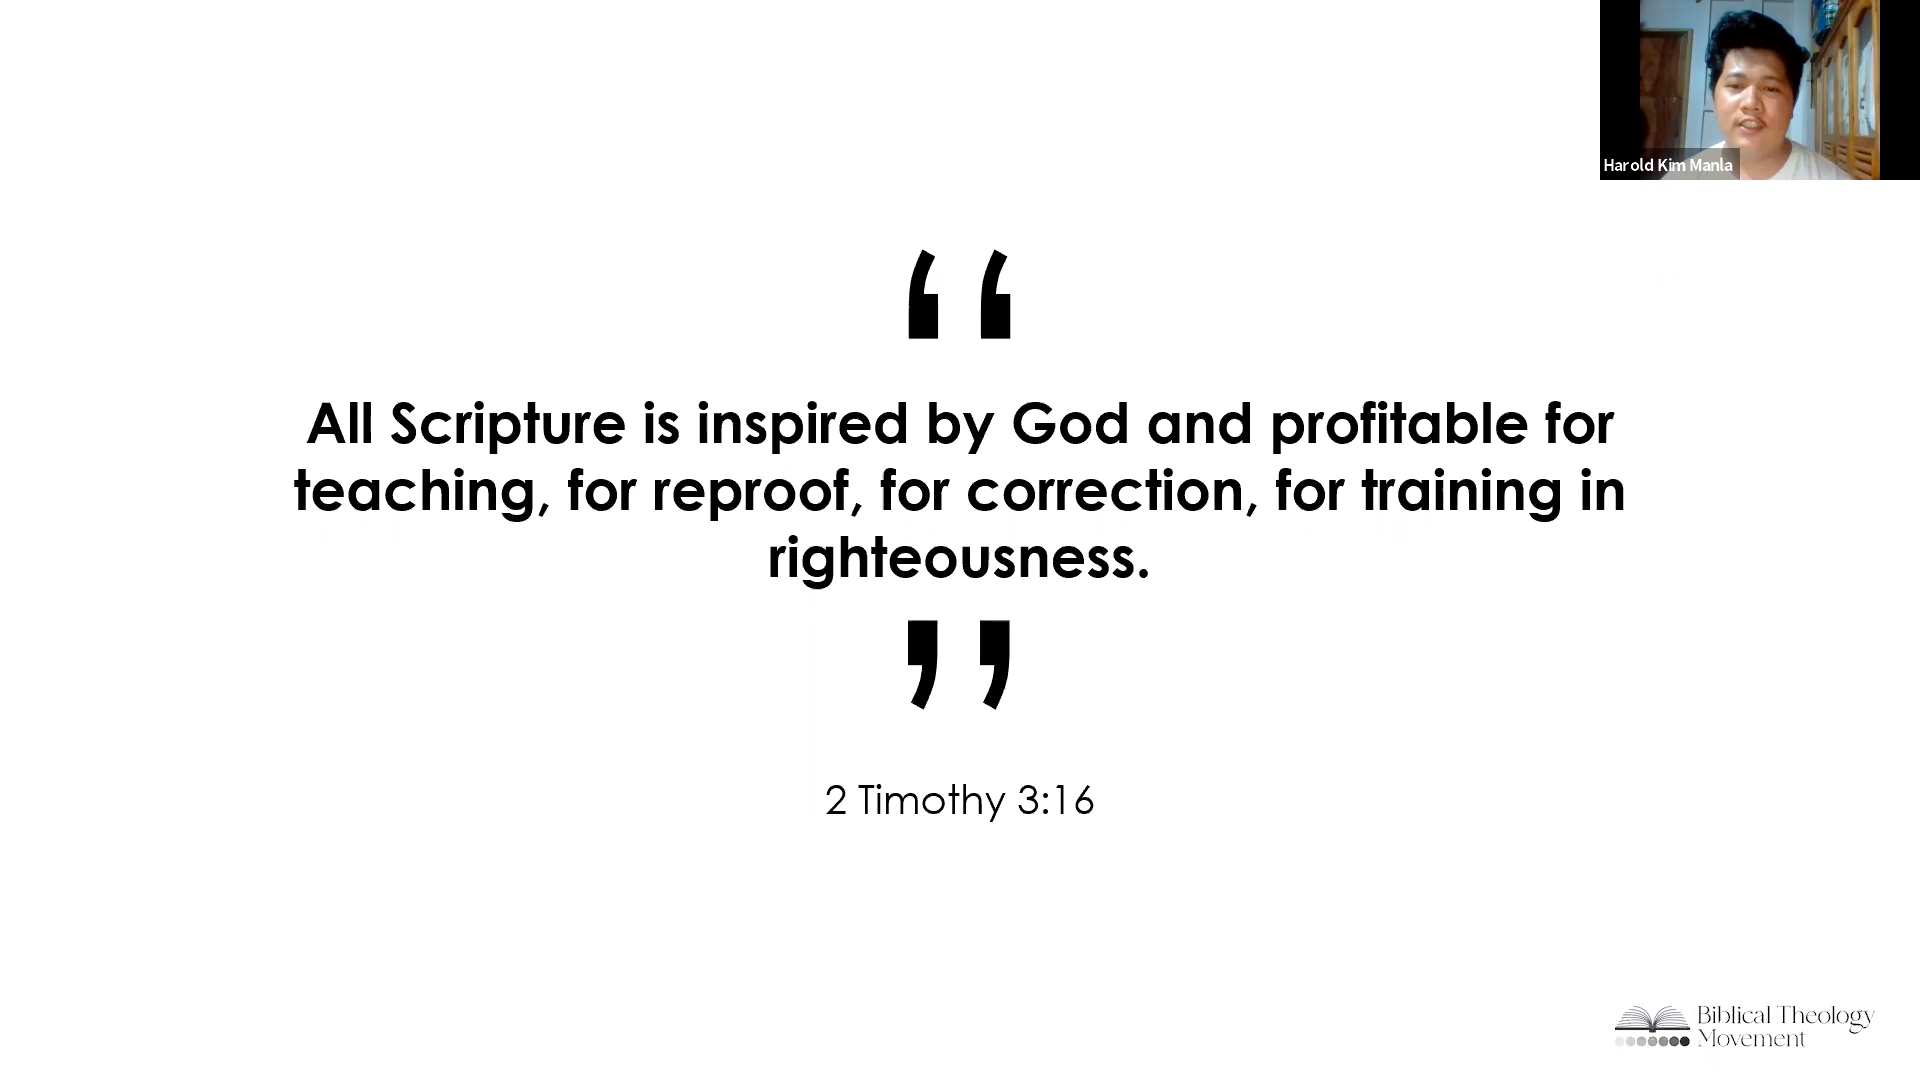 Harold Kim Manla
“
All Scripture is inspired by God and profitable for
teaching, for reproof, for correction, for training in
righteousness.
”
2 Timothy 3:16
Biblical Theology
Movement